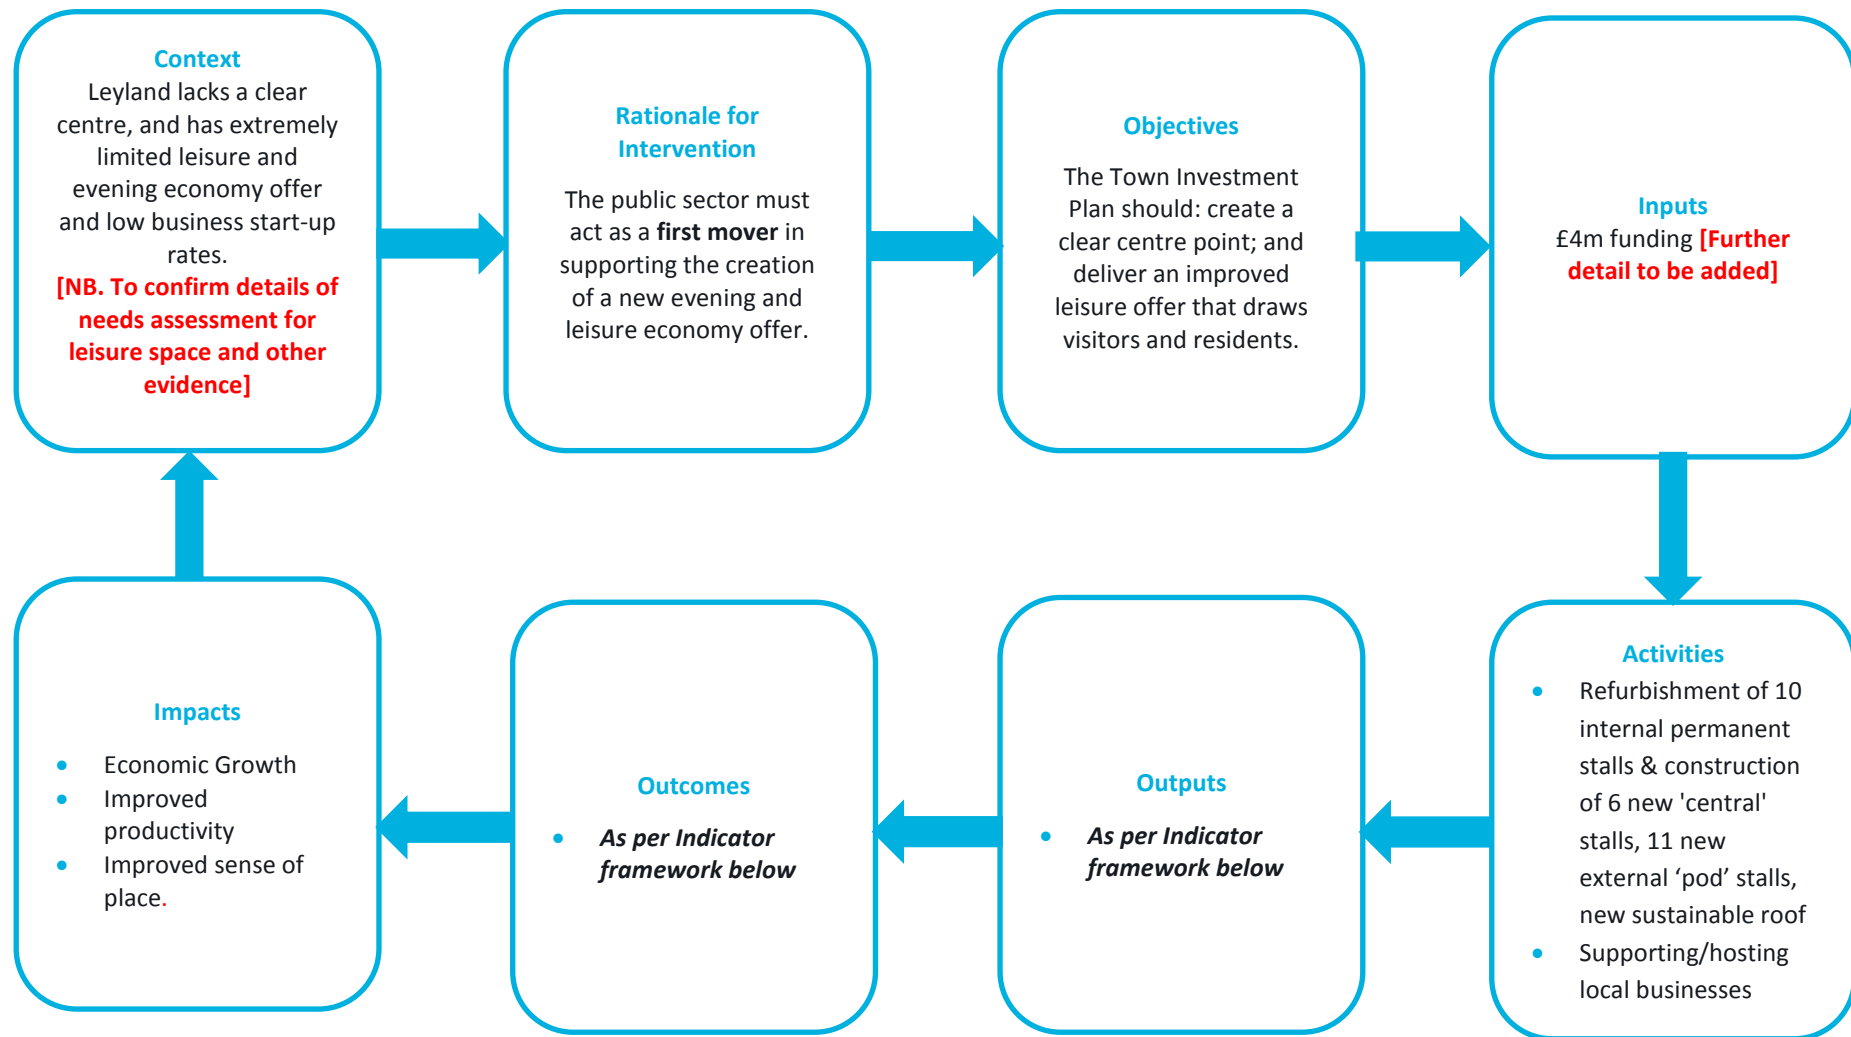 Context
Leyland lacks a clear
centre, and has extremely
limited leisure and
evening economy offer
and low business start-up
rates.
[NB. To confirm details of
needs assessment for
leisure space and other
evidence]
Rationale for
Intervention
The public sector must
act as a first mover in
supporting the creation
of a new evening and
leisure economy offer.
Objectives
The Town Investment
Plan should: create a
clear centre point; and
deliver an improved
leisure offer that draws
visitors and residents.
Inputs
£4m funding [Further
detail to be added]
Activities
• Refurbishment of 10
internal permanent
stalls & construction
of 6 new 'central'
stalls, 11 new
external ‘pod’ stalls,
new sustainable roof
• Supporting/hosting
local businesses
Outputs
• As per Indicator
framework below
Outcomes
• As per Indicator
framework below
Impacts
• Economic Growth
• Improved
productivity
• Improved sense of
place.